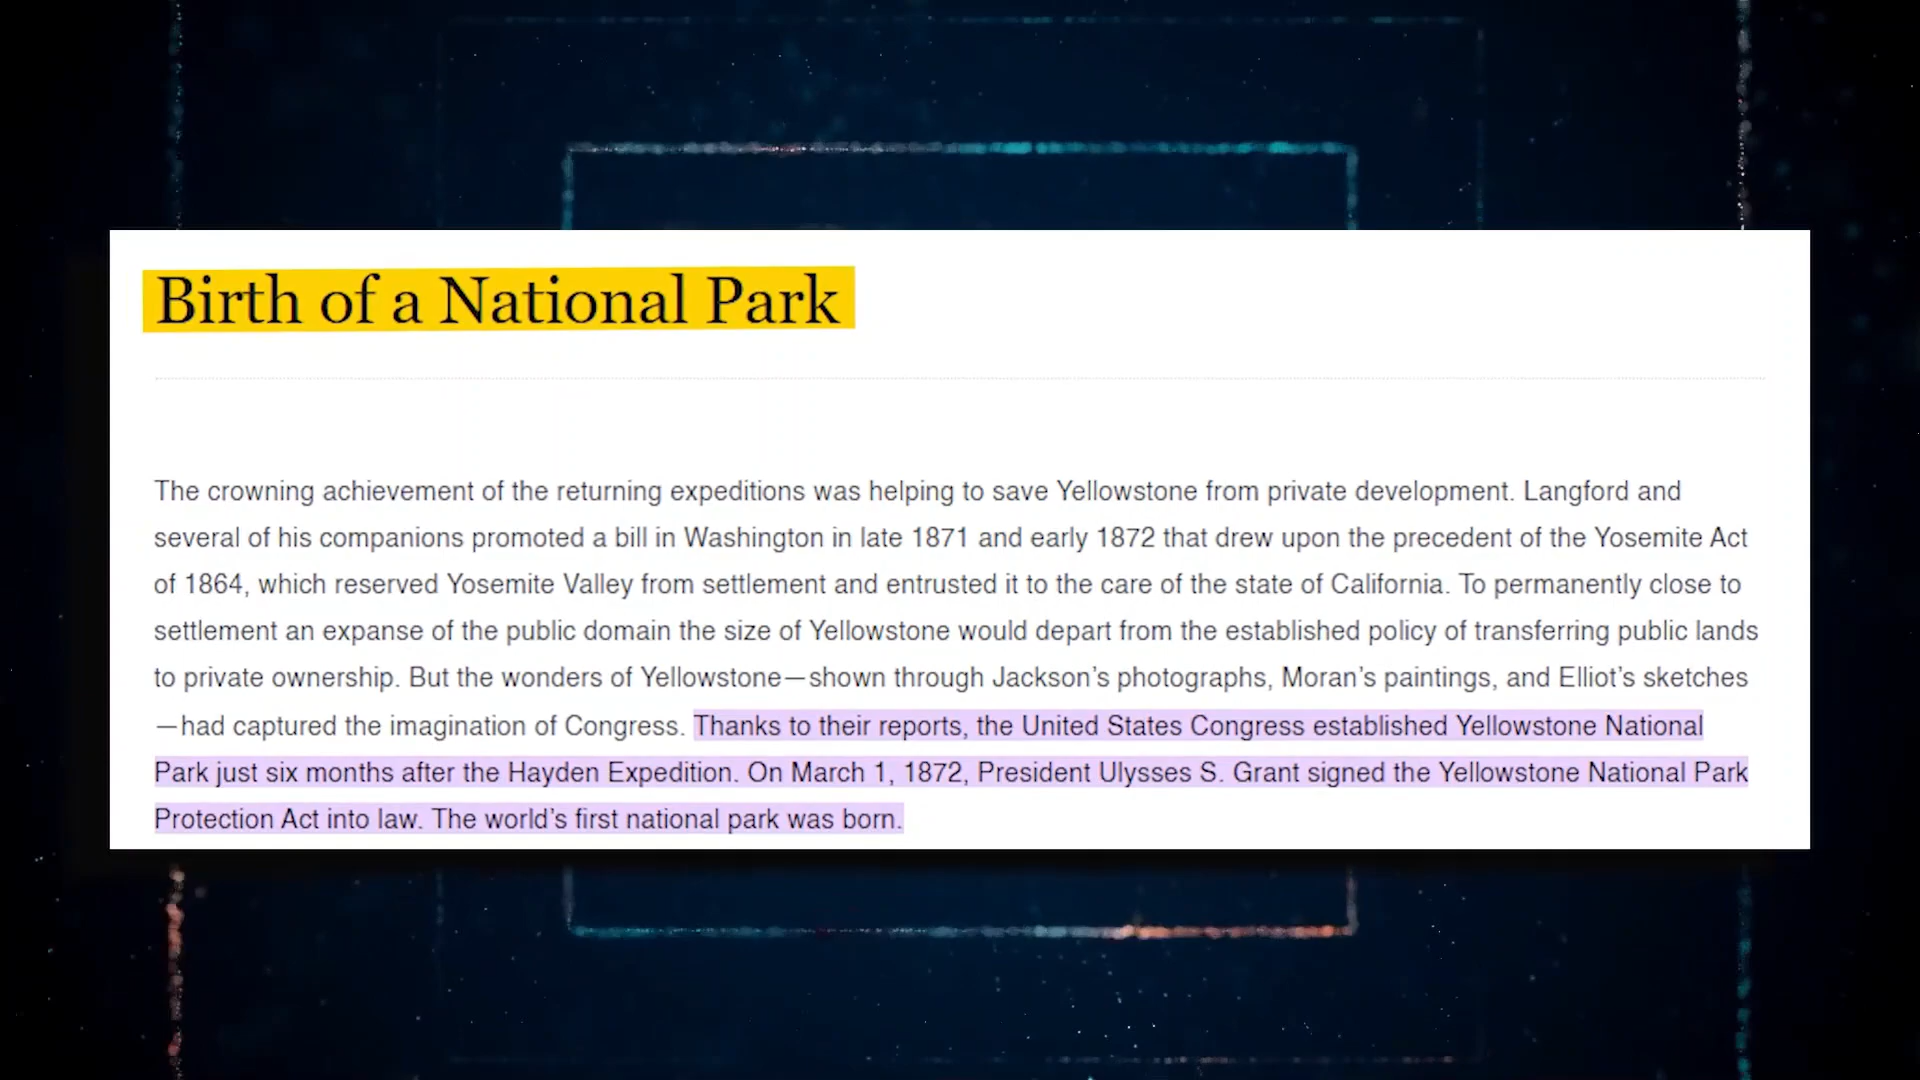 Birth of a National Park
The crowning achievement of the returning expeditions was helping to save Yellowstone from private development. Langford and
several of his companions promoted a bill in Washington in late 1871 and early 1872 that drew upon the precedent of the Yosemite Act
of 1864, which reserved Yosemite Valley from settlement and entrusted it to the care of the state of California. To permanently close to
settlement an expanse of the public domain the size of Yellowstone would depart from the established policy of transferring public lands
to private ownership. But the wonders of Yellowstone—shown through Jackson’s photographs, Moran’s paintings, and Elliot’s sketches
—had captured the imagination of Congress. Thanks to their reports, the United States Congress established Yellowstone National
Park just six months after the Hayden Expedition. On March 1, 1872, President Ulysses S. Grant signed the Yellowstone National Park
Protection Act into law. The world’s first national park was born.